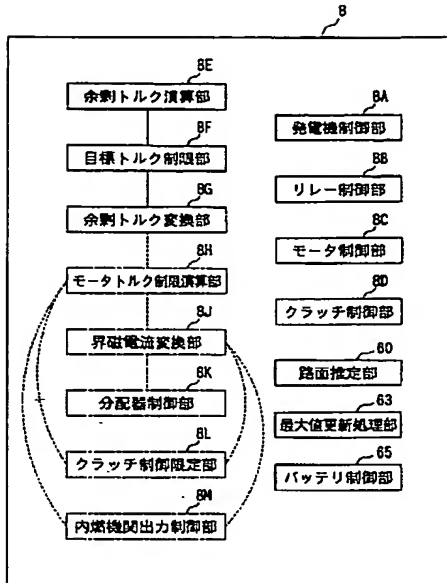 8
8E
余剰トルク演算部
8F
目標トルク制限部
8G
余剰トルク変換部
8H
モータトルク制限演算部
8J
界磁電流変換部
8K
分配器制御部
8L
クラッチ制御限定部
8M
内燃機関出力制御部
8A
発電機制御部
8B
リレー制御部
8C
モータ制御部
8D
クラッチ制御部
60
路面推定部
63
最大値更新処理部
65
バッテリ制御部